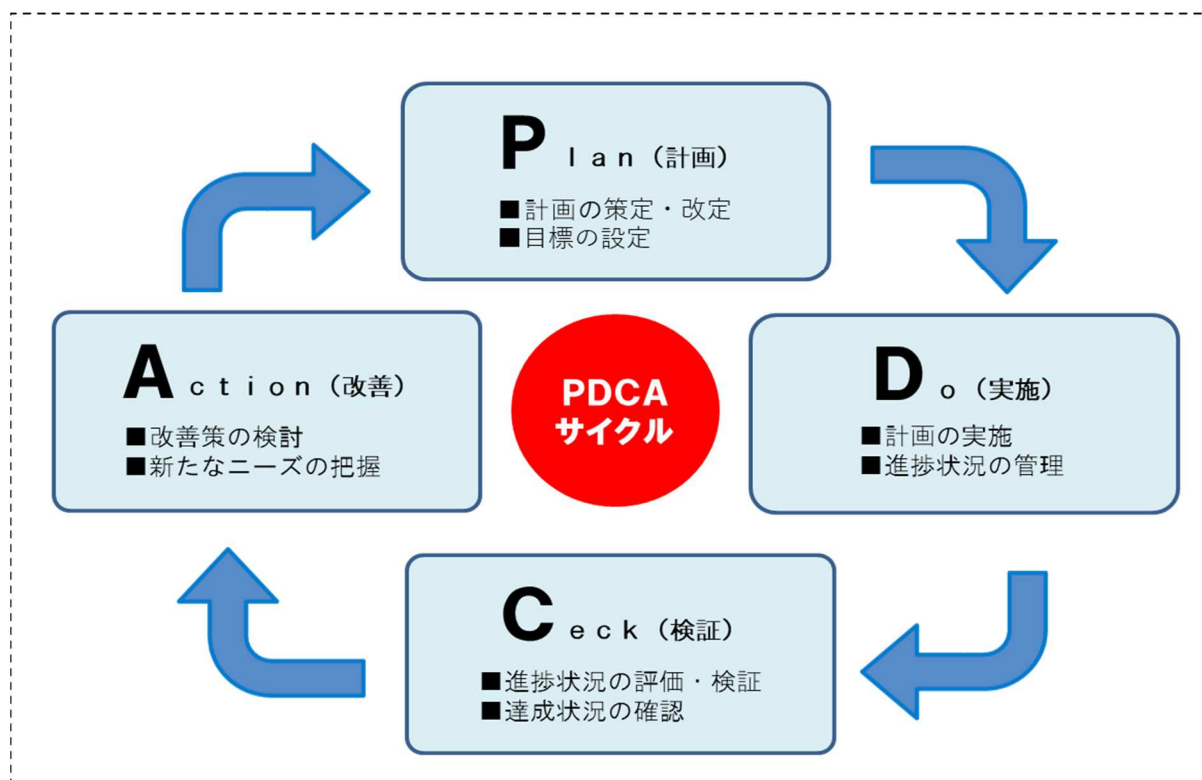 Plan（計画）
■計画の策定・改定
■目標の設定
Action（改善）
■改善策の検討
■新たなニーズの把握
PDCA
サイクル
Do（実施）
■計画の実施
■進捗状況の管理
Ceck（検証）
■進捗状況の評価・検証
■達成状況の確認